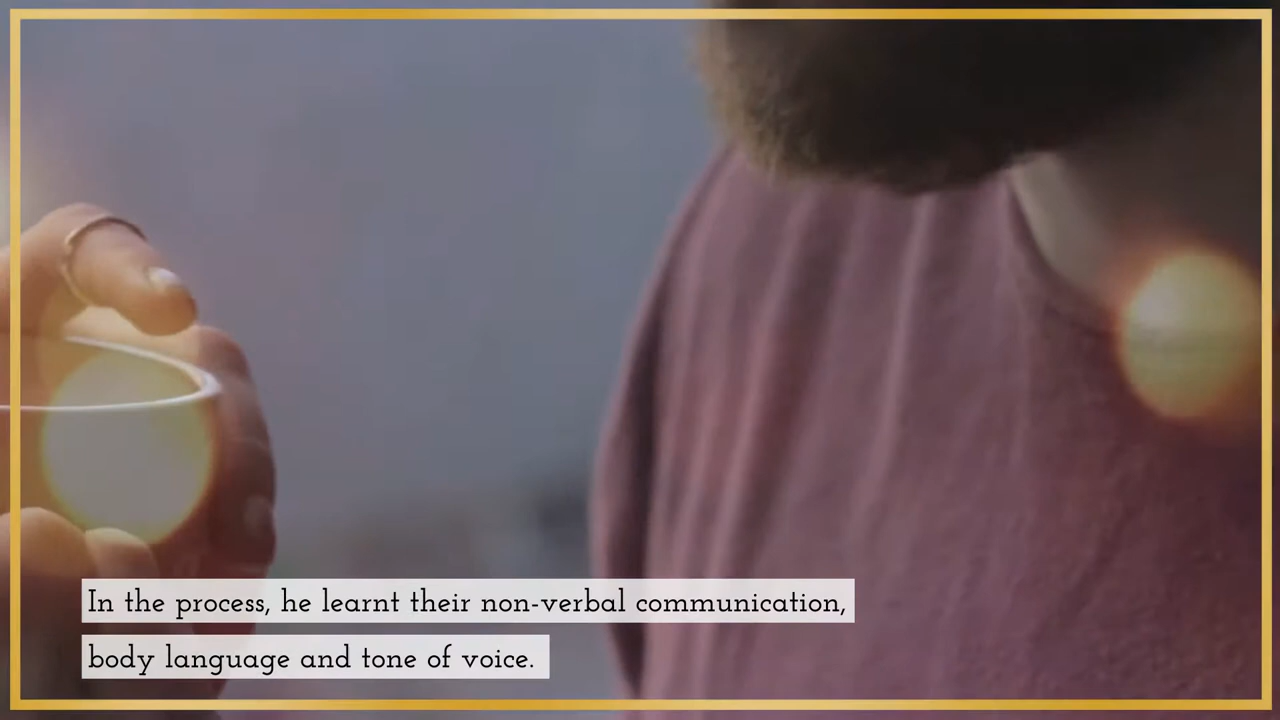 In the process, he learnt their non-verbal communication,
body language and tone of voice.